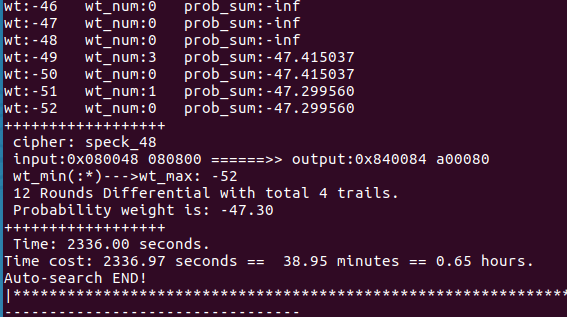 wt:-46 wt_num:0 prob_sum:-inf
wt:-47 wt_num:0 prob_sum:-inf
wt:-48 wt_num:0 prob_sum:-inf
wt:-49 wt_num:3 prob_sum:-47.415037
wt:-50 wt_num:0 prob_sum:-47.415037
wt:-51 wt_num:1 prob_sum:-47.299560
wt:-52 wt_num:0 prob_sum:-47.299560
++++++++++++++++++
cipher: speck_48
input:0x080048 080800 ======>> output:0x840084 a00080
wt_min(:*)--->wt_max: -52
12 Rounds Differential with total 4 trails.
Probability weight is: -47.30
++++++++++++++++++
Time: 2336.00 seconds.
Time cost: 2336.97 seconds ==  38.95 minutes == 0.65 hours.
Auto-search END!
|*************************************************************
---------------------------------